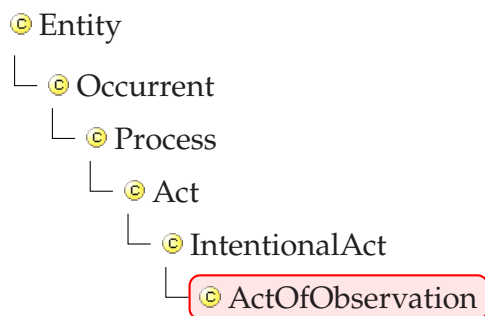 C Entity
C Occurrent
C Process
C Act
C IntentionalAct
C ActOfObservation